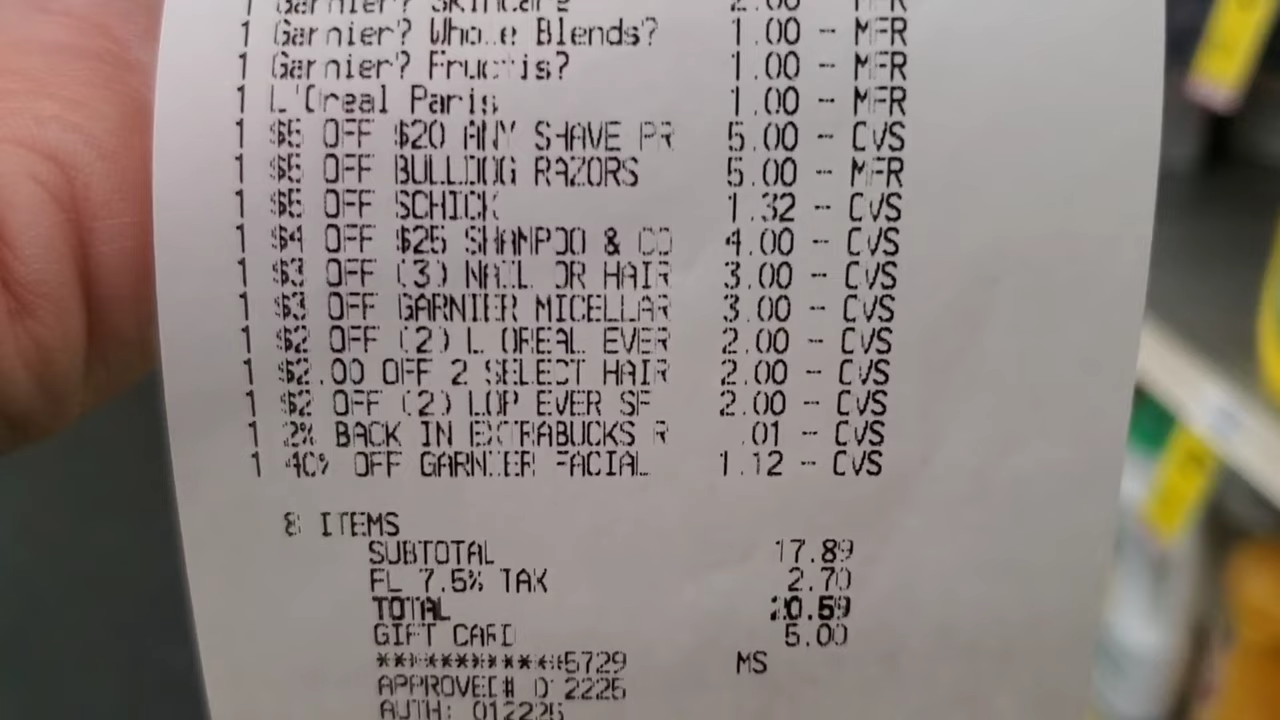 1 Garnier? SkinCare 2.00 - MFR
1 Garnier? Whole Blends? 1.00 - MFR
1 Garnier? Fructis? 1.00 - MFR
1 L'Oreal Paris 1.00 - MFR
1 $5 OFF $20 ANY SHAVE PR 5.00 - CVS
1 $5 OFF BULLDOG RAZORS 5.00 - MFR
1 $5 OFF SCHICK 1.32 - CVS
1 $4 OFF $25 SHAMPOO & CO 4.00 - CVS
1 $3 OFF (3) NAIL OR HAIR 3.00 - CVS
1 $3 OFF GARNIER MICELLAR 3.00 - CVS
1 $2 OFF (2) L OREAL EVER 2.00 - CVS
1 $2.00 OFF 2 SELECT HAIR 2.00 - CVS
1 $2 OFF (2) LOP EVER SF 2.00 - CVS
1 2% BACK IN EXTRABUCKS R .01 - CVS
1 40% OFF GARNIER FACIAL 1.12 - CVS
8 ITEMS
SUBTOTAL 17.89
FL 7.5% TAX 2.70
TOTAL 20.59
GIFT CARD 5.00
************5729 MS
APPROVED# 012225
AUTH: 012225